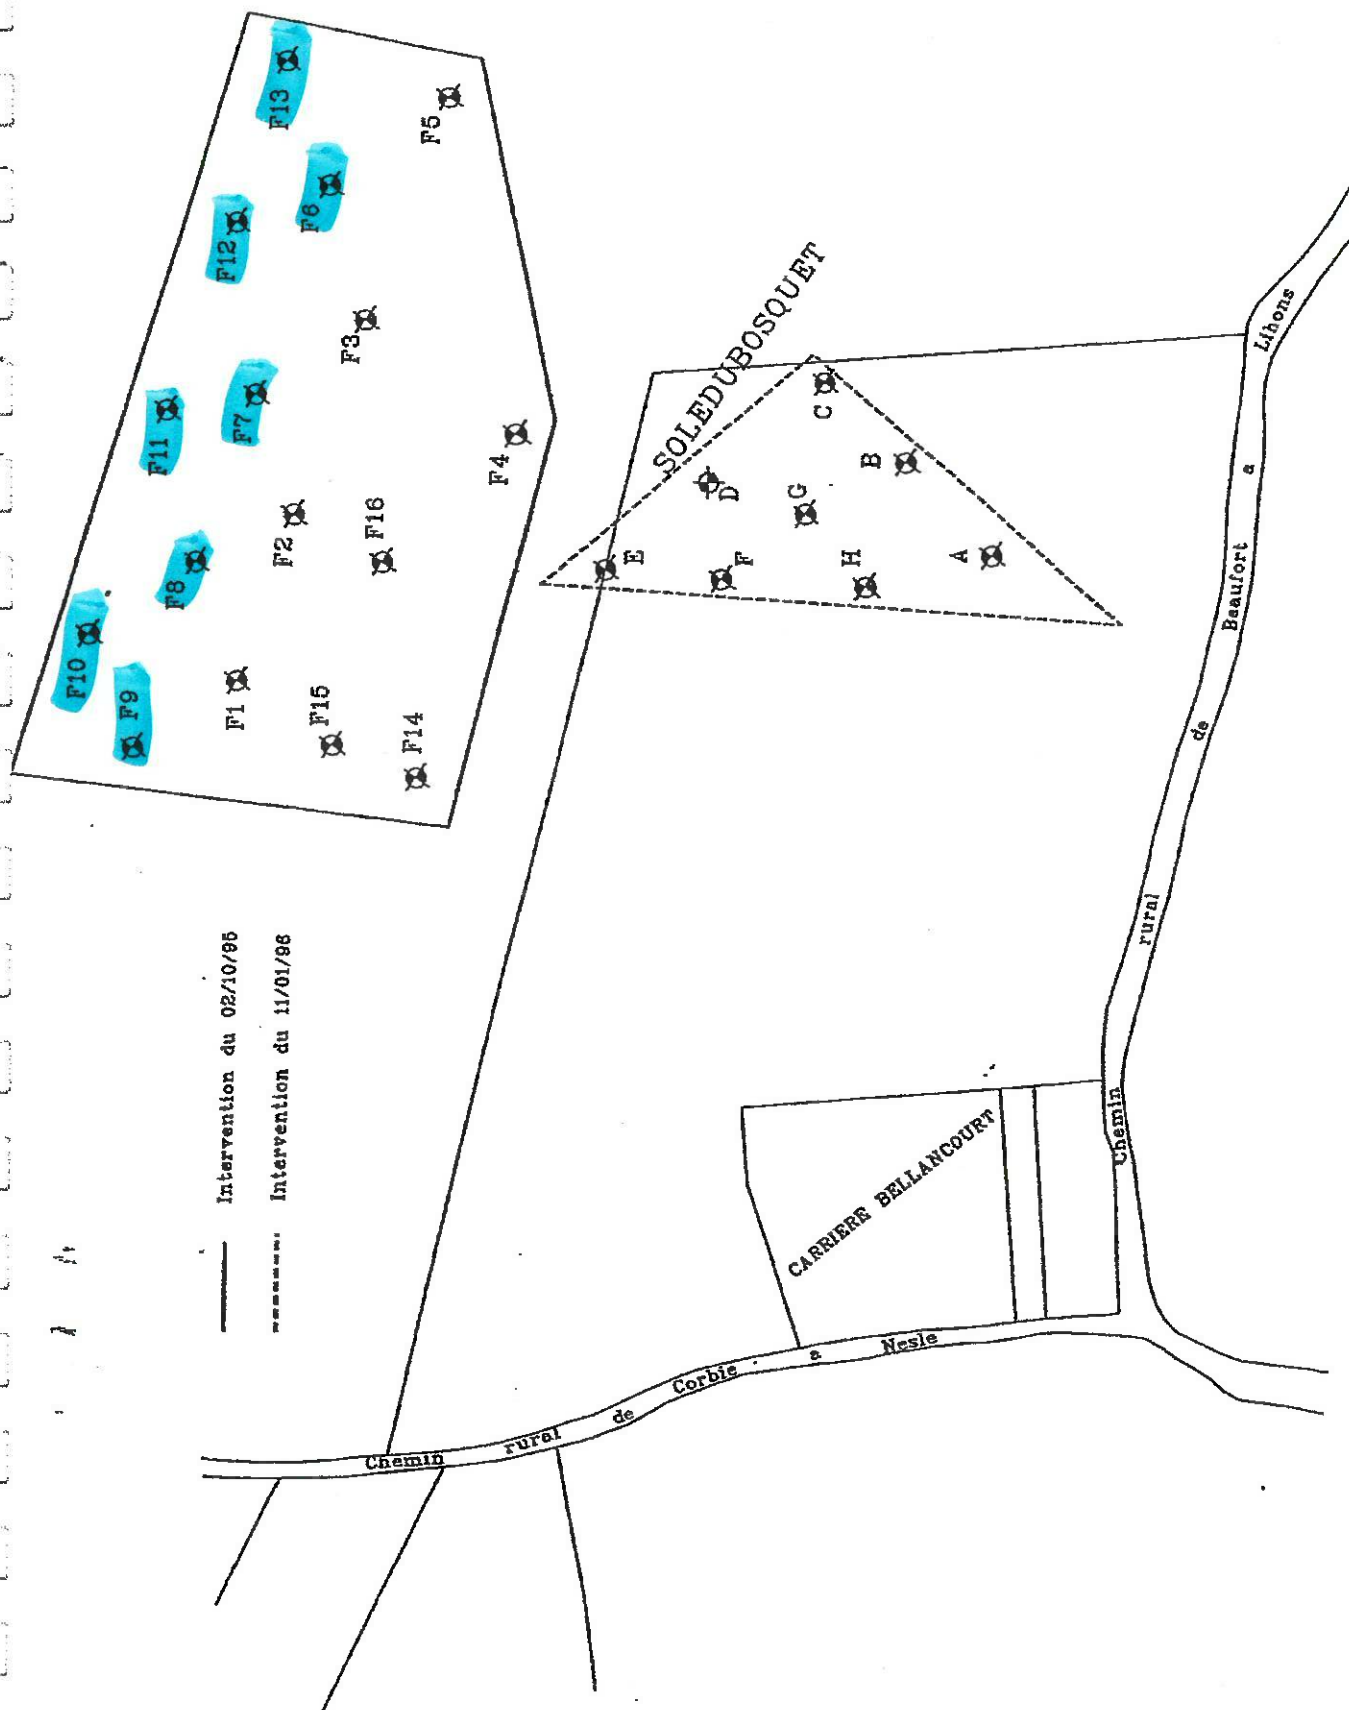 F13
F5
F12
F6
F11
F7
F3
F10
F8
F2
F16
F4
F9
F1
F15
F14
SOLEDUBOSQUET
C
B
D
G
E
F
H
A
Intervention du 02/10/95
Intervention du 11/01/96
CARRIERE BELLANCOURT
Chemin rural de Corbie a Nesle
Chemin rural de Beaufort a Lihons